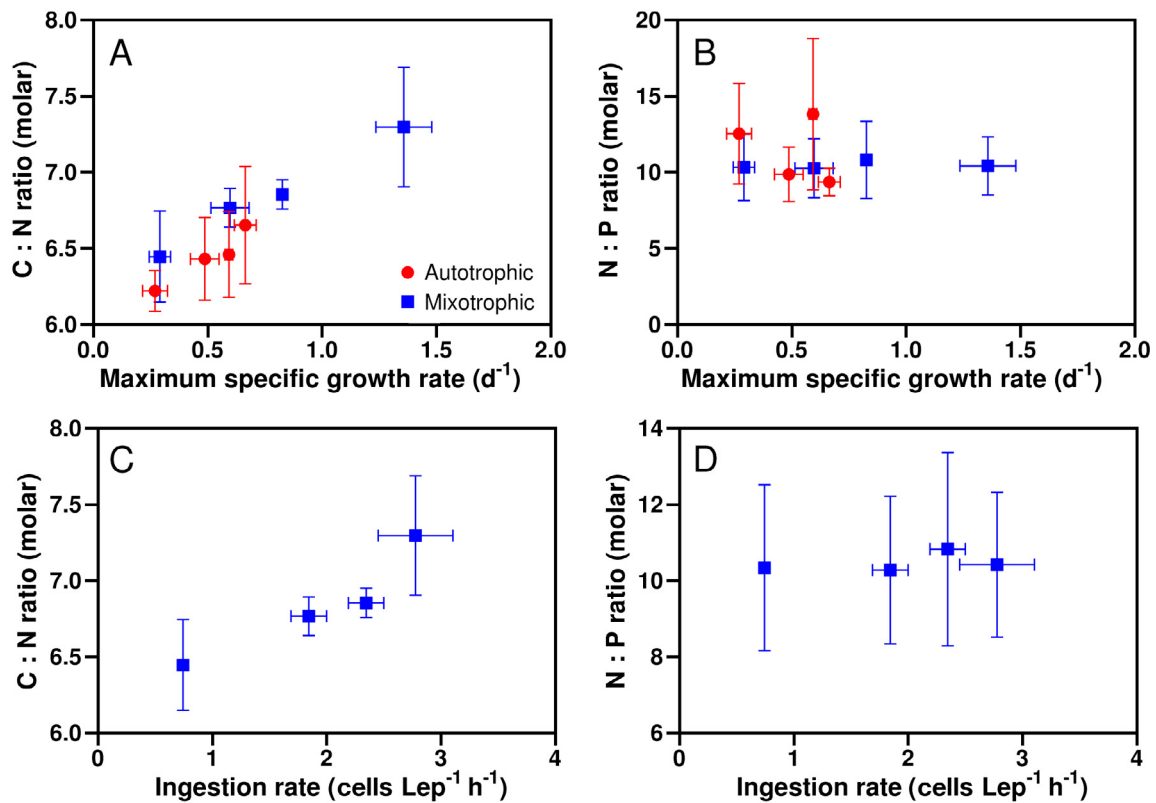 A
C : N ratio (molar)
8.0
7.5
7.0
6.5
6.0
0.0 0.5 1.0 1.5 2.0
Maximum specific growth rate (d⁻¹)
Autotrophic
Mixotrophic
B
N : P ratio (molar)
20
15
10
5
0
0.0 0.5 1.0 1.5 2.0
Maximum specific growth rate (d⁻¹)
C
C : N ratio (molar)
8.0
7.5
7.0
6.5
6.0
0 1 2 3 4
Ingestion rate (cells Lep⁻¹ h⁻¹)
D
N : P ratio (molar)
14
12
10
8
6
0 1 2 3 4
Ingestion rate (cells Lep⁻¹ h⁻¹)